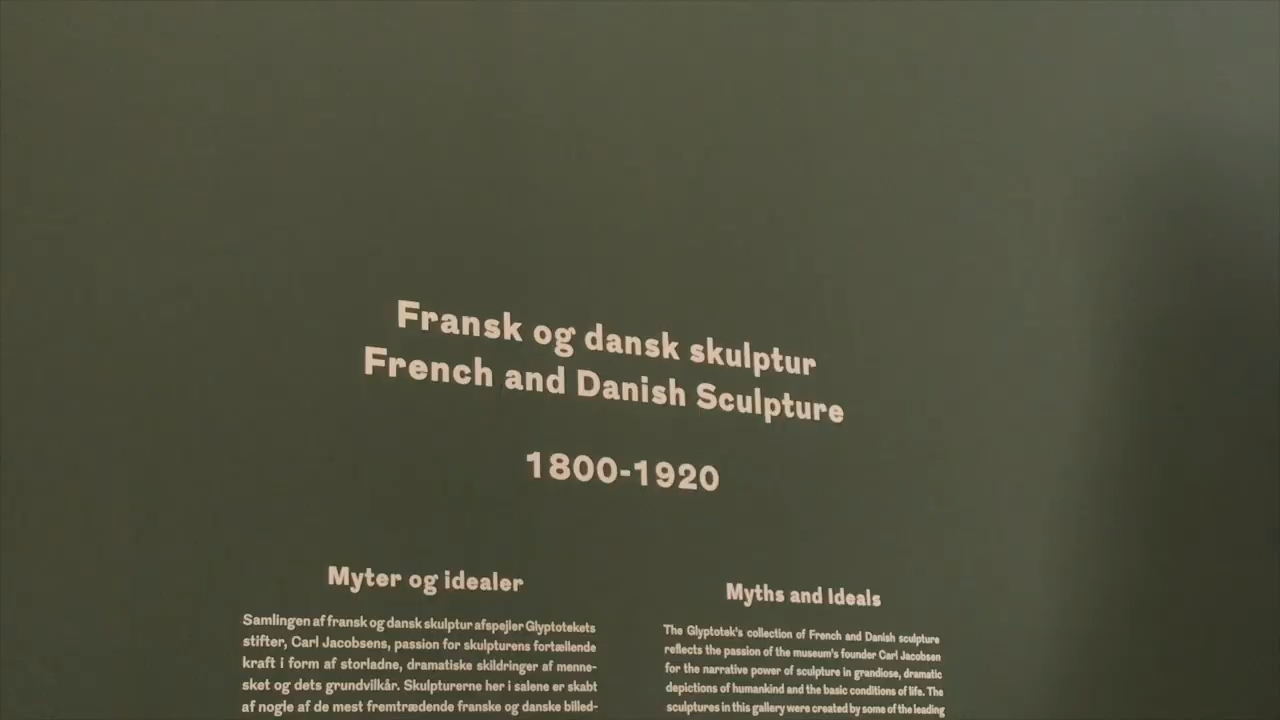 Fransk og dansk skulptur
French and Danish Sculpture
1800-1920
Myter og idealer
Samlingen af fransk og dansk skulptur afspejler Glyptotekets
stifter, Carl Jacobsens, passion for skulpturens fortællende
kraft i form af storladne, dramatiske skildringer af menne-
sket og dets grundvilkår. Skulpturerne her i salene er skabt
af nogle af de mest fremtrædende franske og danske billed-
Myths and Ideals
The Glyptotek's collection of French and Danish sculpture
reflects the passion of the museum's founder Carl Jacobsen
for the narrative power of sculpture in grandiose, dramatic
depictions of humankind and the basic conditions of life. The
sculptures in this gallery were created by some of the leading